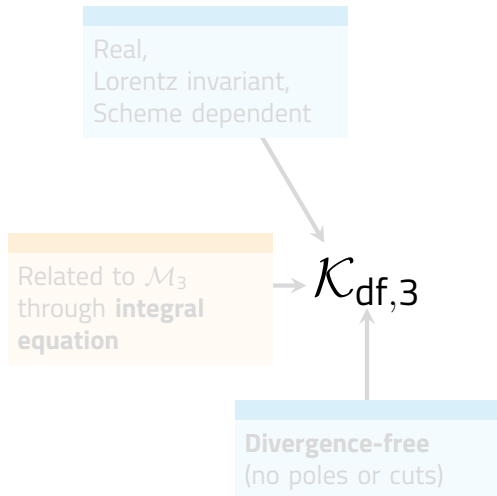 Real,
Lorentz invariant,
Scheme dependent
Related to ℳ₃
through integral
equation
𝒦df,3
Divergence-free
(no poles or cuts)